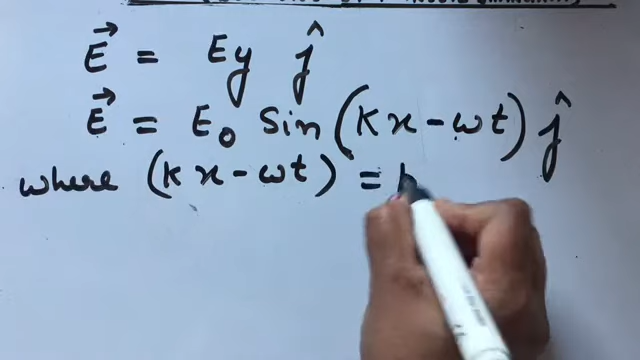 E⃗ = Ey ĵ
E⃗ = E₀ Sin (Kx - ωt) ĵ
where (Kx - ωt) =